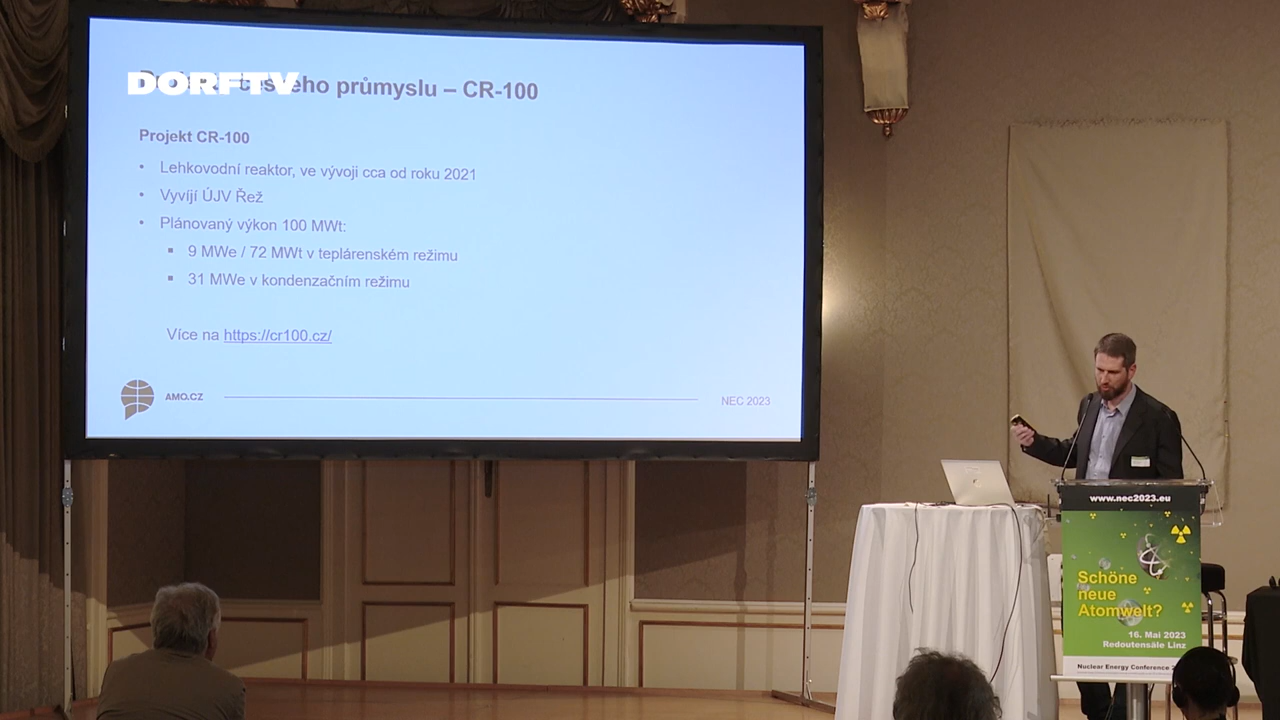 DORFTV
českého průmyslu – CR-100
Projekt CR-100
• Lehkovodní reaktor, ve vývoji cca od roku 2021
• Vyvíjí ÚJV Řež
• Plánovaný výkon 100 MWt:
▪ 9 MWe / 72 MWt v teplárenském režimu
▪ 31 MWe v kondenzačním režimu
Více na https://cr100.cz/
AMO.CZ
NEC 2023
www.nec2023.eu
Schöne
neue
Atomwelt?
16. Mai 2023
Redoutensäle Linz
Nuclear Energy Conference